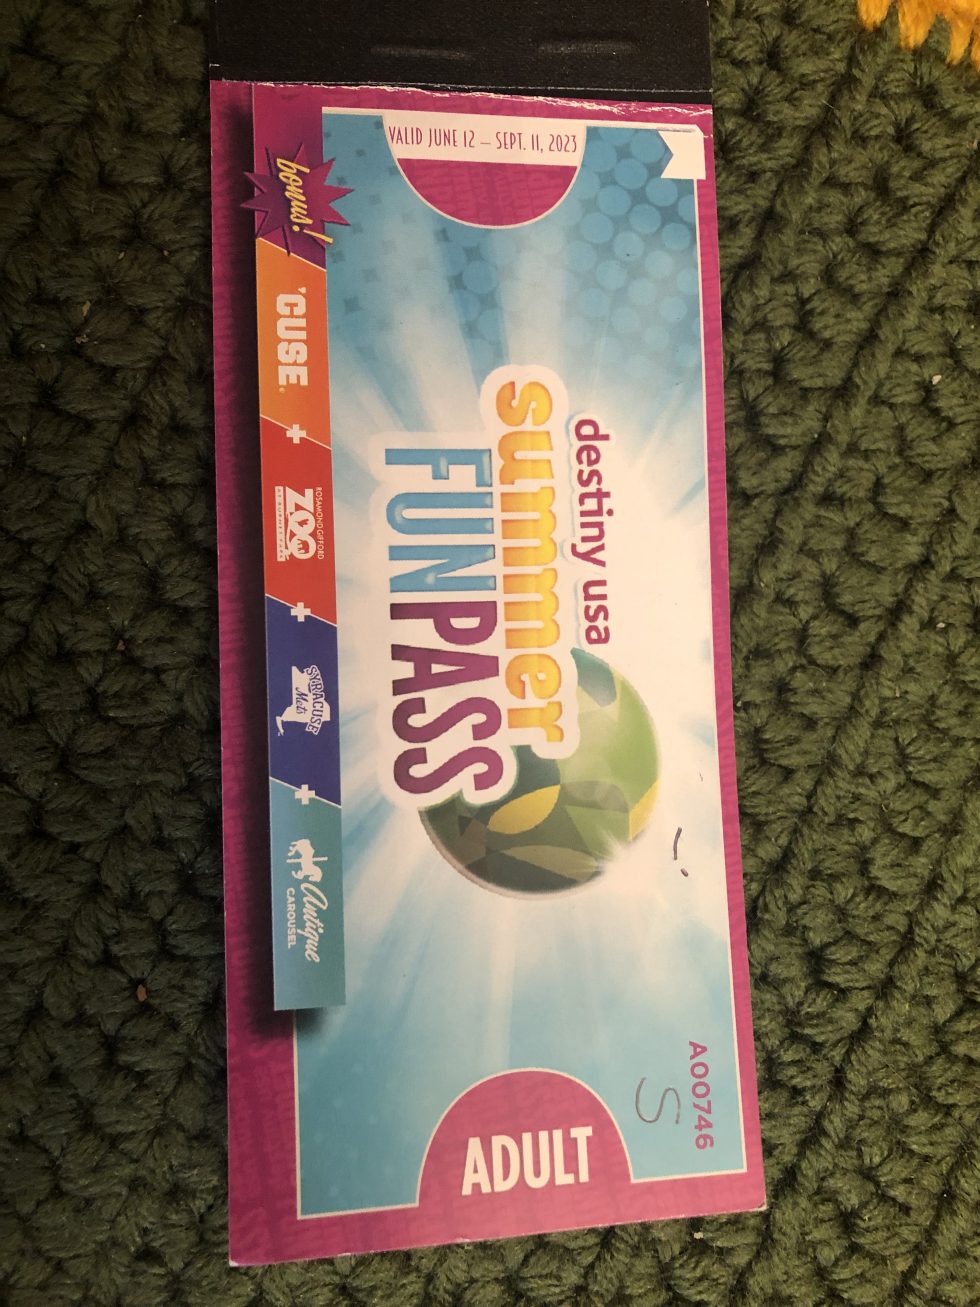 VALID JUNE 12 – SEPT. 11, 2023
A00746
S
destiny usa
summer
FUNPASS
ADULT
bonus!
'CUSE
+
ROSAMOND GIFFORD
ZOO
+
SYRACUSE
Mets
+
Antique
CAROUSEL